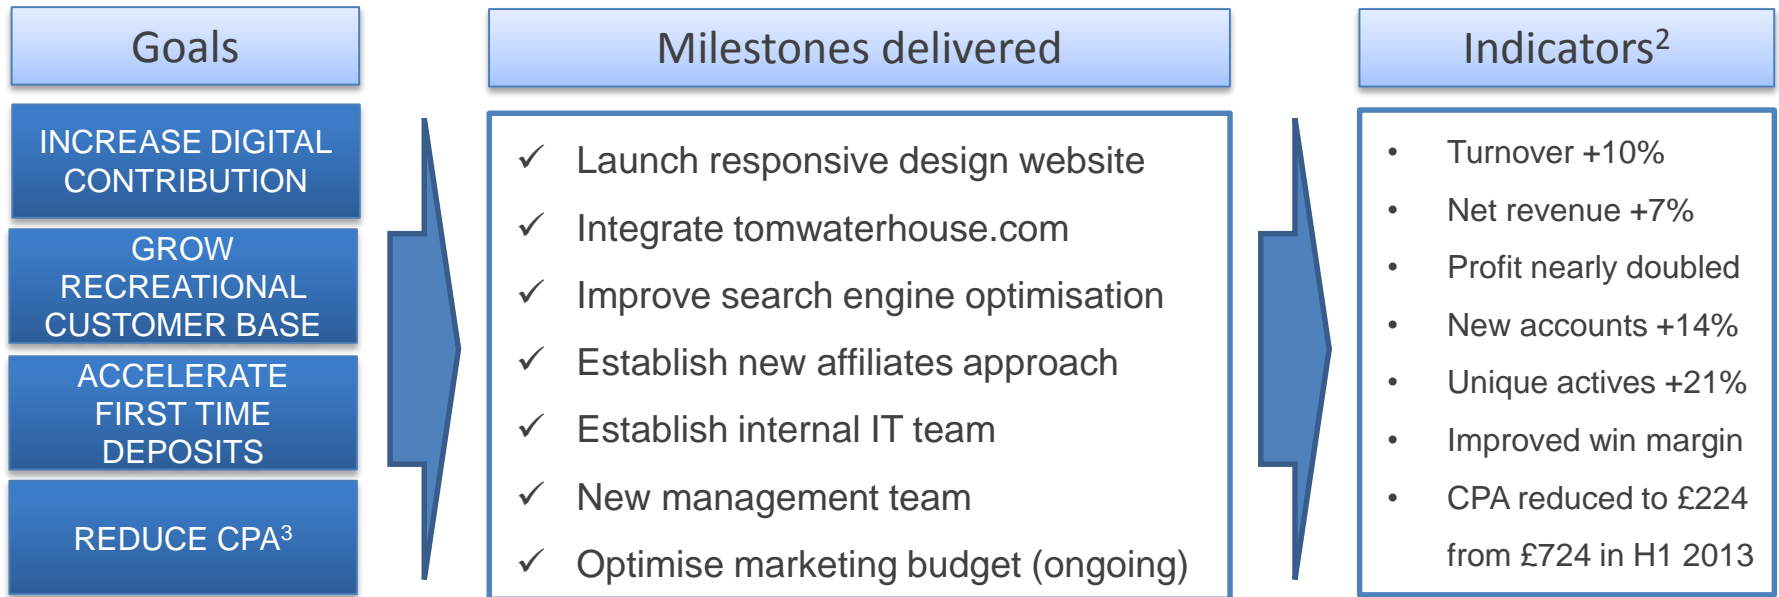 Goals
INCREASE DIGITAL
CONTRIBUTION
GROW
RECREATIONAL
CUSTOMER BASE
ACCELERATE
FIRST TIME
DEPOSITS
REDUCE CPA³
Milestones delivered
✓ Launch responsive design website
✓ Integrate tomwaterhouse.com
✓ Improve search engine optimisation
✓ Establish new affiliates approach
✓ Establish internal IT team
✓ New management team
✓ Optimise marketing budget (ongoing)
Indicators²
• Turnover +10%
• Net revenue +7%
• Profit nearly doubled
• New accounts +14%
• Unique actives +21%
• Improved win margin
• CPA reduced to £224
from £724 in H1 2013